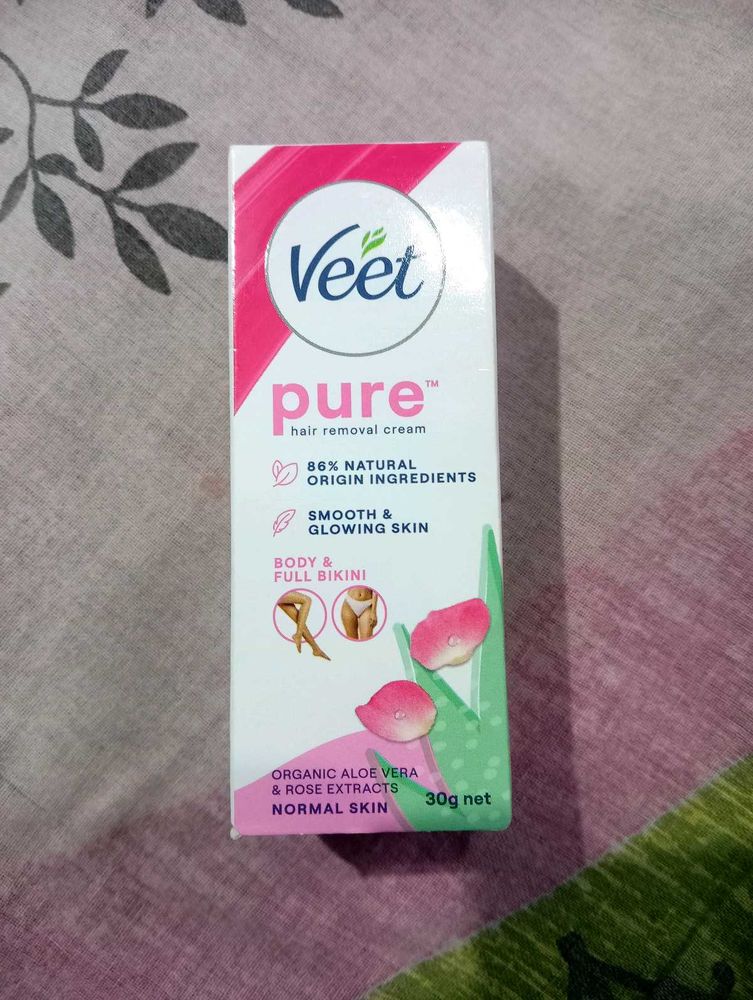 Veet
pure™
hair removal cream
86% NATURAL
ORIGIN INGREDIENTS
SMOOTH &
GLOWING SKIN
BODY &
FULL BIKINI
ORGANIC ALOE VERA
& ROSE EXTRACTS
NORMAL SKIN
30g net